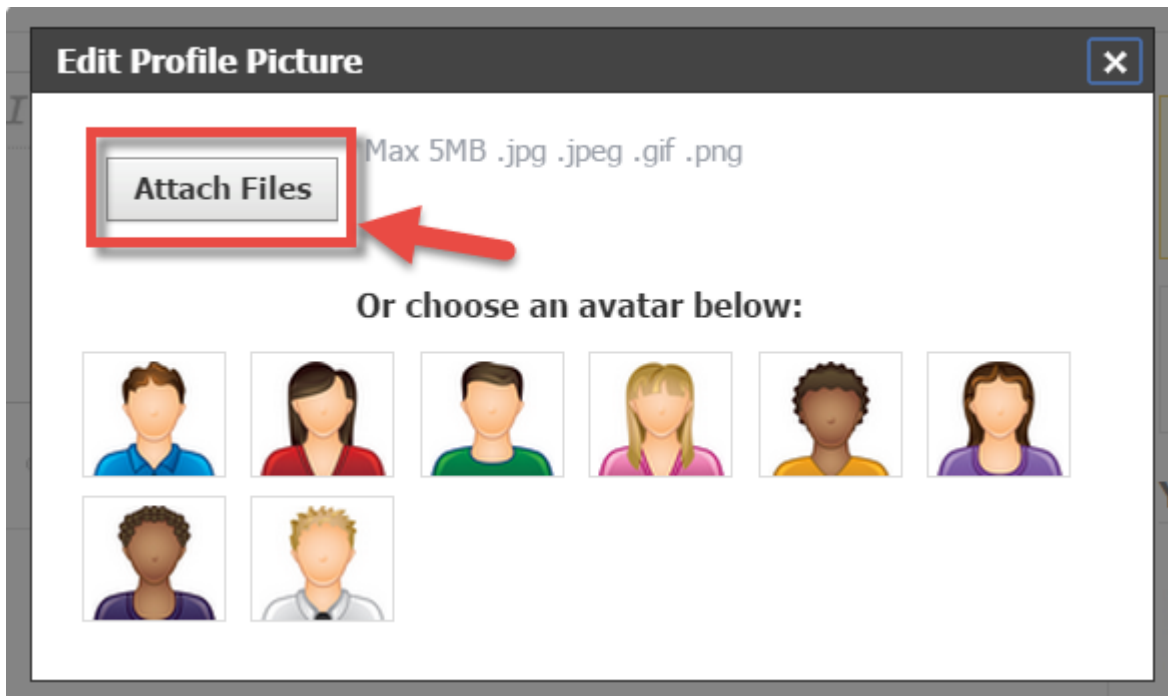 Edit Profile Picture
Max 5MB .jpg .jpeg .gif .png
Attach Files
Or choose an avatar below: